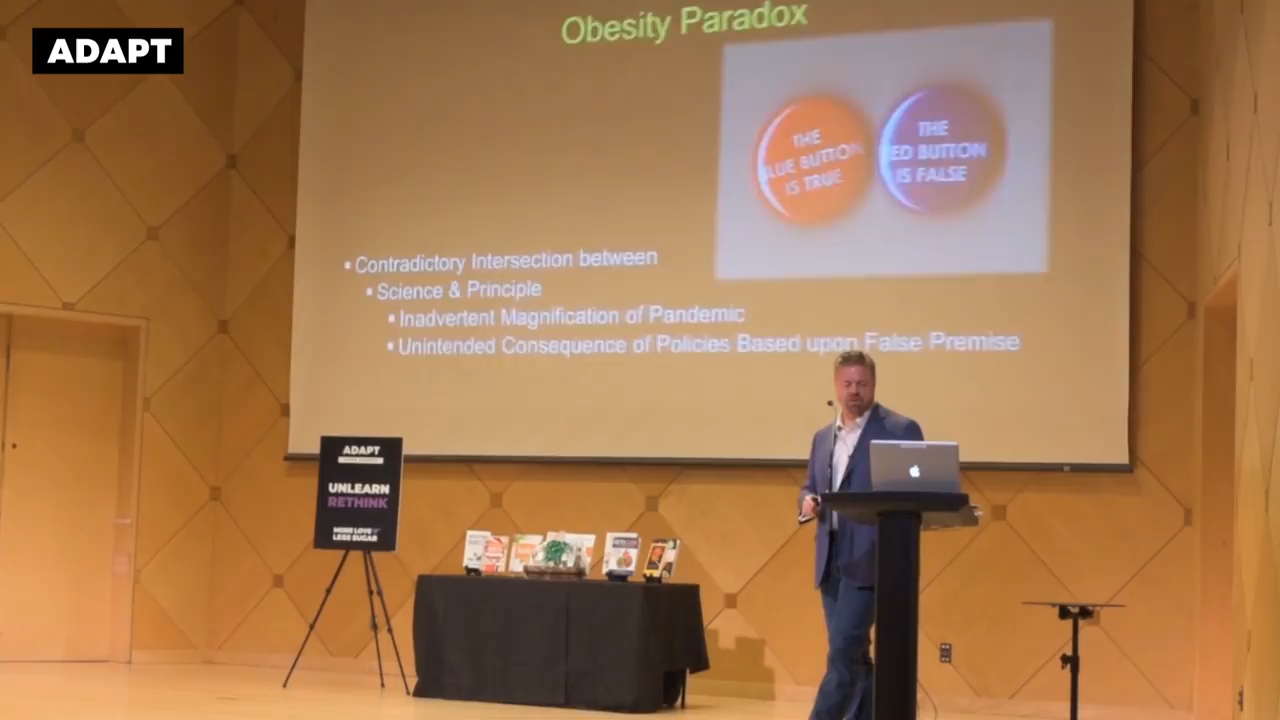 ADAPT
Obesity Paradox
THE
BLUE BUTTON
IS TRUE
THE
RED BUTTON
IS FALSE
▪ Contradictory Intersection between
▪ Science & Principle
▪ Inadvertent Magnification of Pandemic
▪ Unintended Consequence of Policies Based upon False Premise
ADAPT
UNLEARN
RETHINK
MORE LOVE
LESS SUGAR